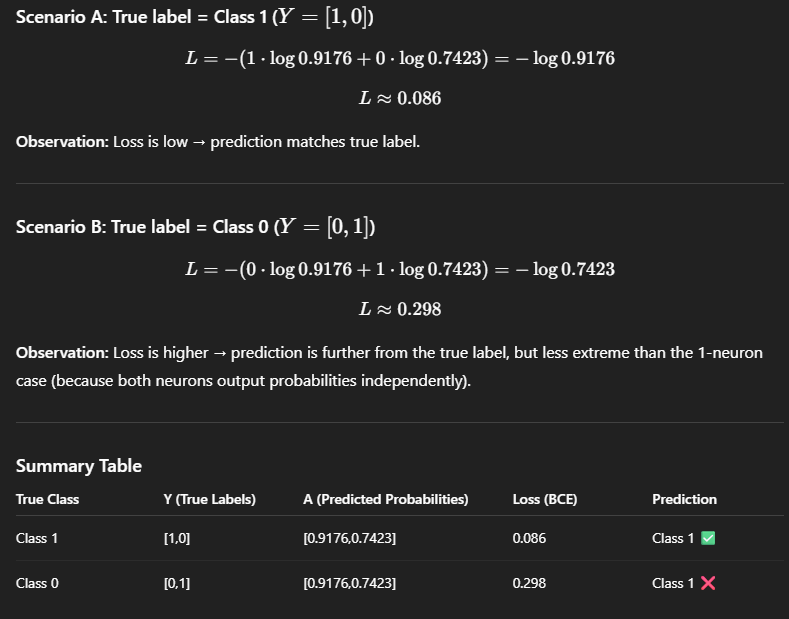 Scenario A: True label = Class 1 (Y = [1, 0])
L = −(1 · log 0.9176 + 0 · log 0.7423) = − log 0.9176
L ≈ 0.086
Observation: Loss is low → prediction matches true label.
Scenario B: True label = Class 0 (Y = [0, 1])
L = −(0 · log 0.9176 + 1 · log 0.7423) = − log 0.7423
L ≈ 0.298
Observation: Loss is higher → prediction is further from the true label, but less extreme than the 1-neuron
case (because both neurons output probabilities independently).
Summary Table
True Class Y (True Labels) A (Predicted Probabilities) Loss (BCE) Prediction
Class 1 [1,0] [0.9176,0.7423] 0.086 Class 1 ✅
Class 0 [0,1] [0.9176,0.7423] 0.298 Class 1 ❌